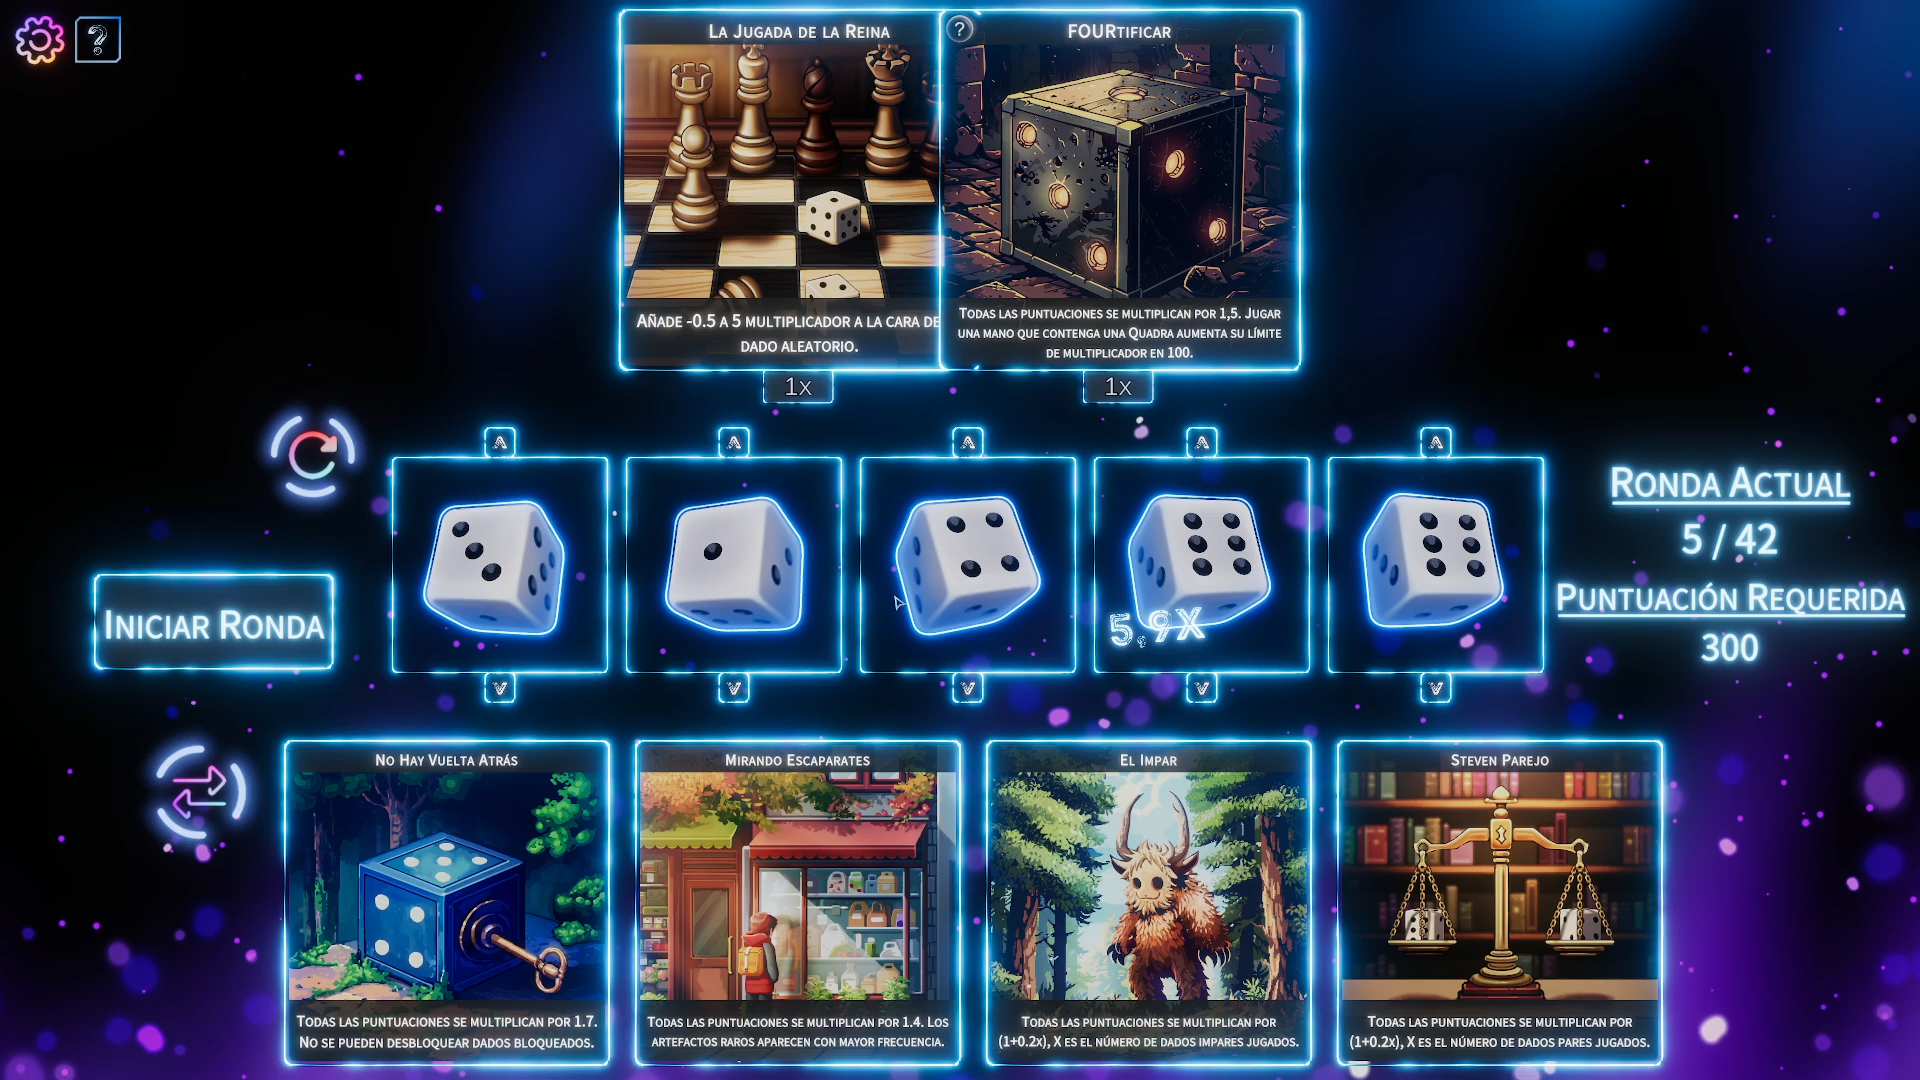 ?
La Jugada de la Reina
Añade -0.5 a 5 multiplicador a la cara de
dado aleatorio.
1x
?
FOURtificar
Todas las puntuaciones se multiplican por 1,5. Jugar
una mano que contenga una Quadra aumenta su límite
de multiplicador en 100.
1x
Iniciar Ronda
A
A
A
A
A
5.9X
V
V
V
V
V
Ronda Actual
5 / 42
Puntuación Requerida
300
No Hay Vuelta Atrás
Todas las puntuaciones se multiplican por 1.7.
No se pueden desbloquear dados bloqueados.
Mirando Escaparates
Todas las puntuaciones se multiplican por 1.4. Los
artefactos raros aparecen con mayor frecuencia.
El Impar
Todas las puntuaciones se multiplican por
(1+0.2x), X es el número de dados impares jugados.
Steven Parejo
Todas las puntuaciones se multiplican por
(1+0.2x), X es el número de dados pares jugados.